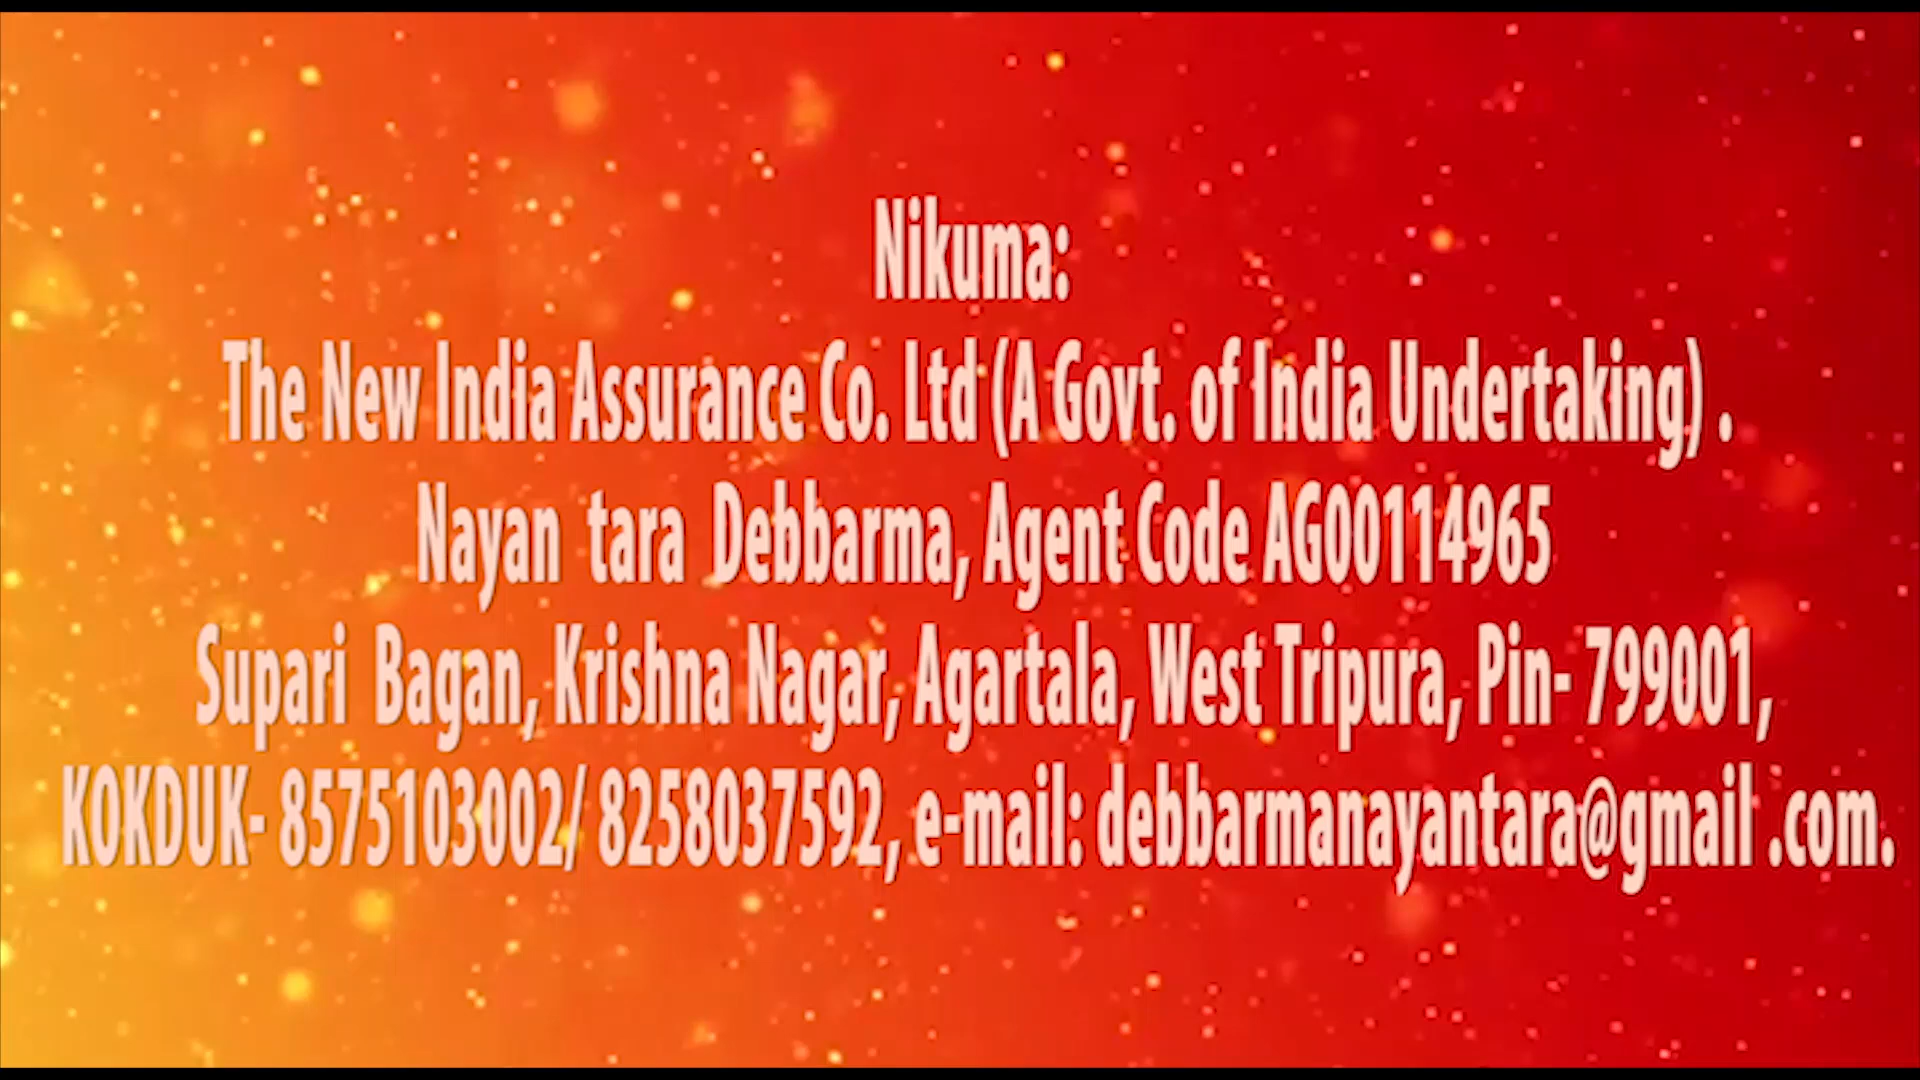 Nikuma:
The New India Assurance Co. Ltd (A Govt. of India Undertaking) .
Nayan tara Debbarma, Agent Code AG00114965
Supari Bagan, Krishna Nagar, Agartala, West Tripura, Pin- 799001,
KOKDUK- 8575103002/ 8258037592, e-mail: debbarmanayantara@gmail .com.